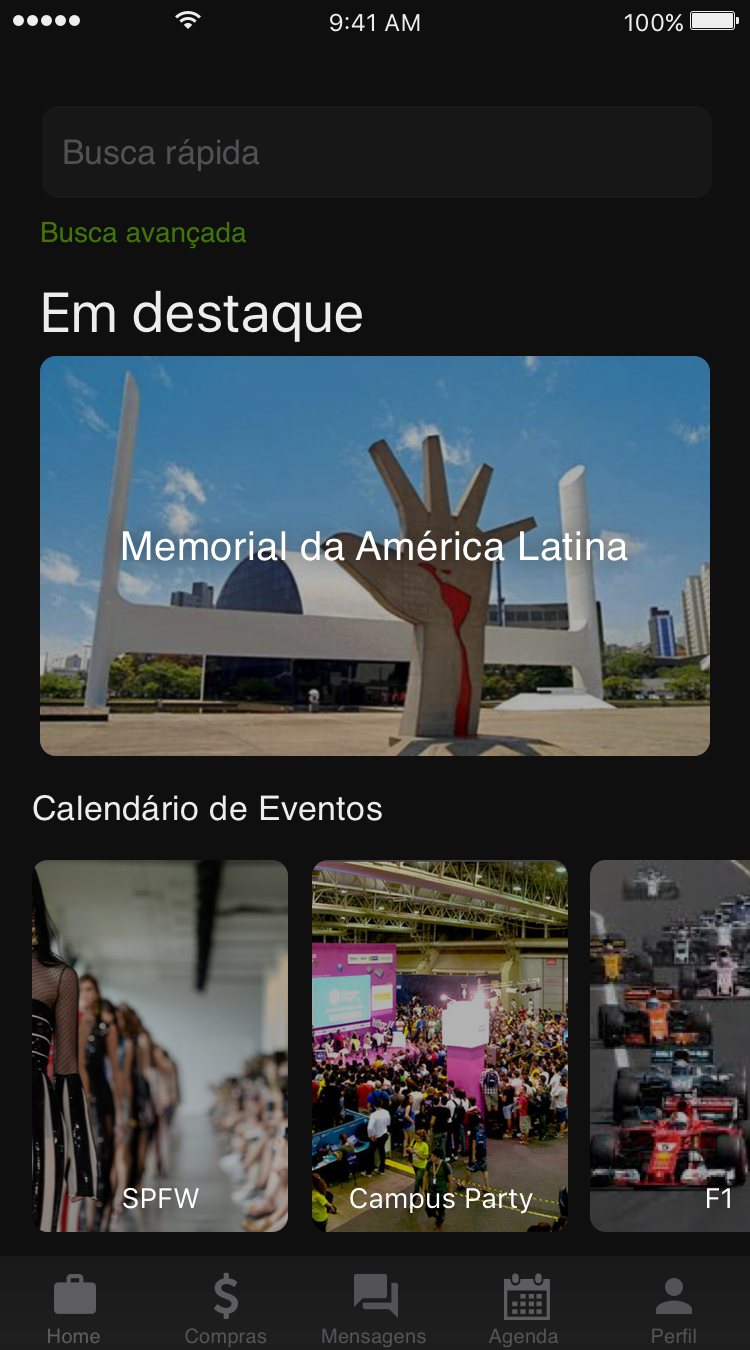 9:41 AM 100%
Busca rápida
Busca avançada
Em destaque
Memorial da América Latina
Calendário de Eventos
SPFW Campus Party F1
Home Compras Mensagens Agenda Perfil